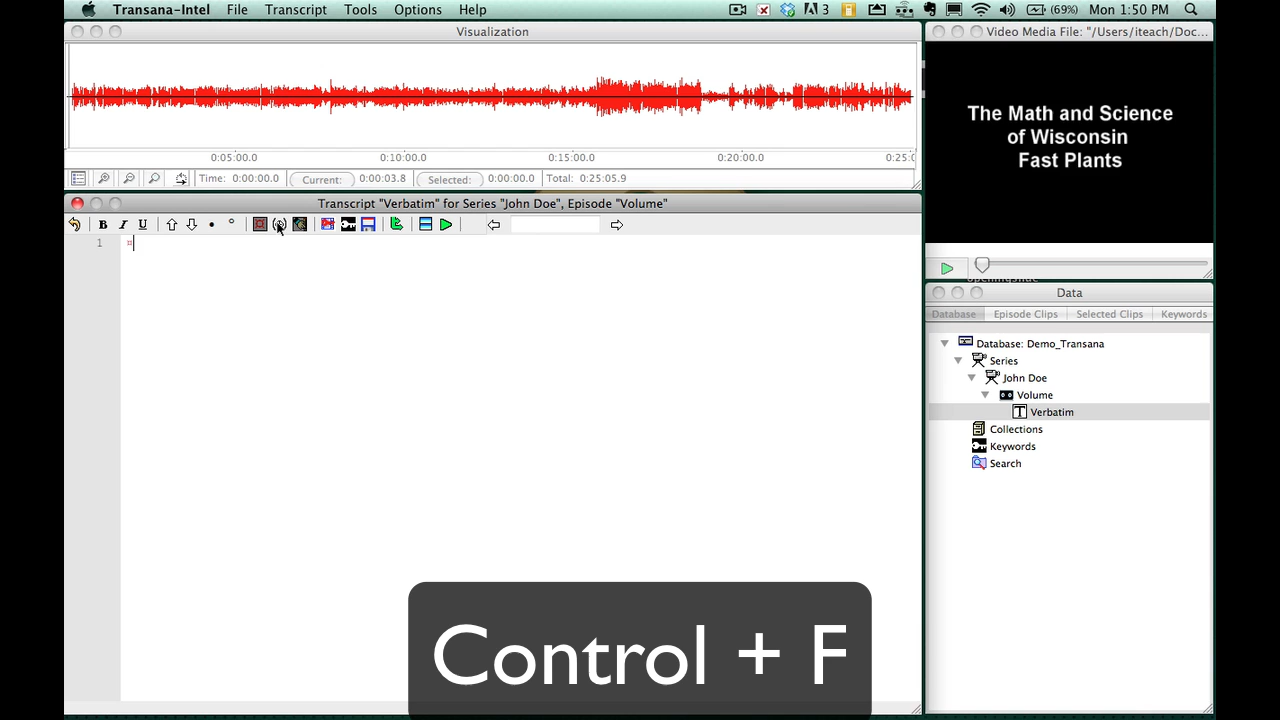 Transana-Intel File Transcript Tools Options Help 3 (69%) Mon 1:50 PM
Visualization
0:05:00.0 0:10:00.0 0:15:00.0 0:20:00.0 0:25:0
Time: 0:00:00.0 Current: 0:00:03.8 Selected: 0:00:00.0 Total: 0:25:05.9
Video Media File: "/Users/iteach/Doc...
The Math and Science
of Wisconsin
Fast Plants
Transcript "Verbatim" for Series "John Doe", Episode "Volume"
B I U
1 ¤
Data
Database Episode Clips Selected Clips Keywords
Database: Demo_Transana
Series
John Doe
Volume
T Verbatim
Collections
Keywords
Search
Control + F